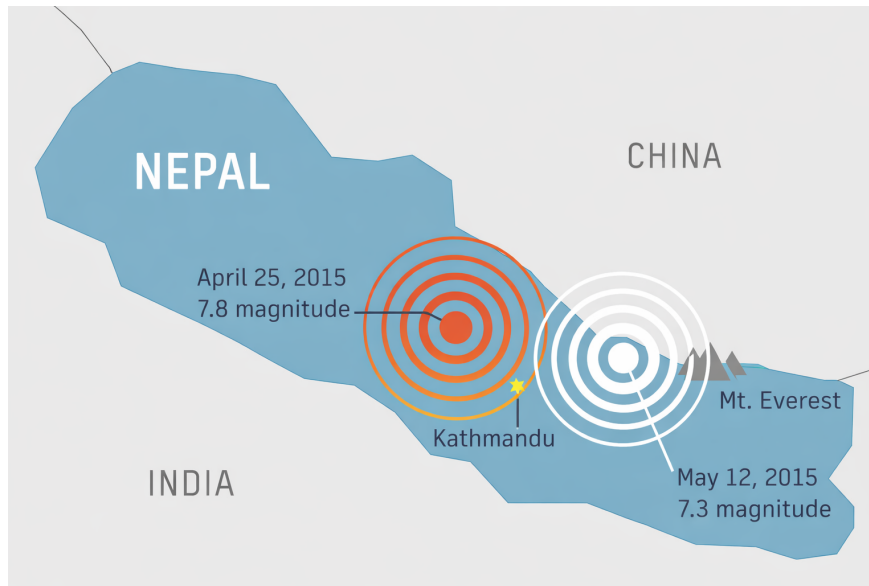 NEPAL
CHINA
April 25, 2015
7.8 magnitude
Kathmandu
Mt. Everest
INDIA
May 12, 2015
7.3 magnitude